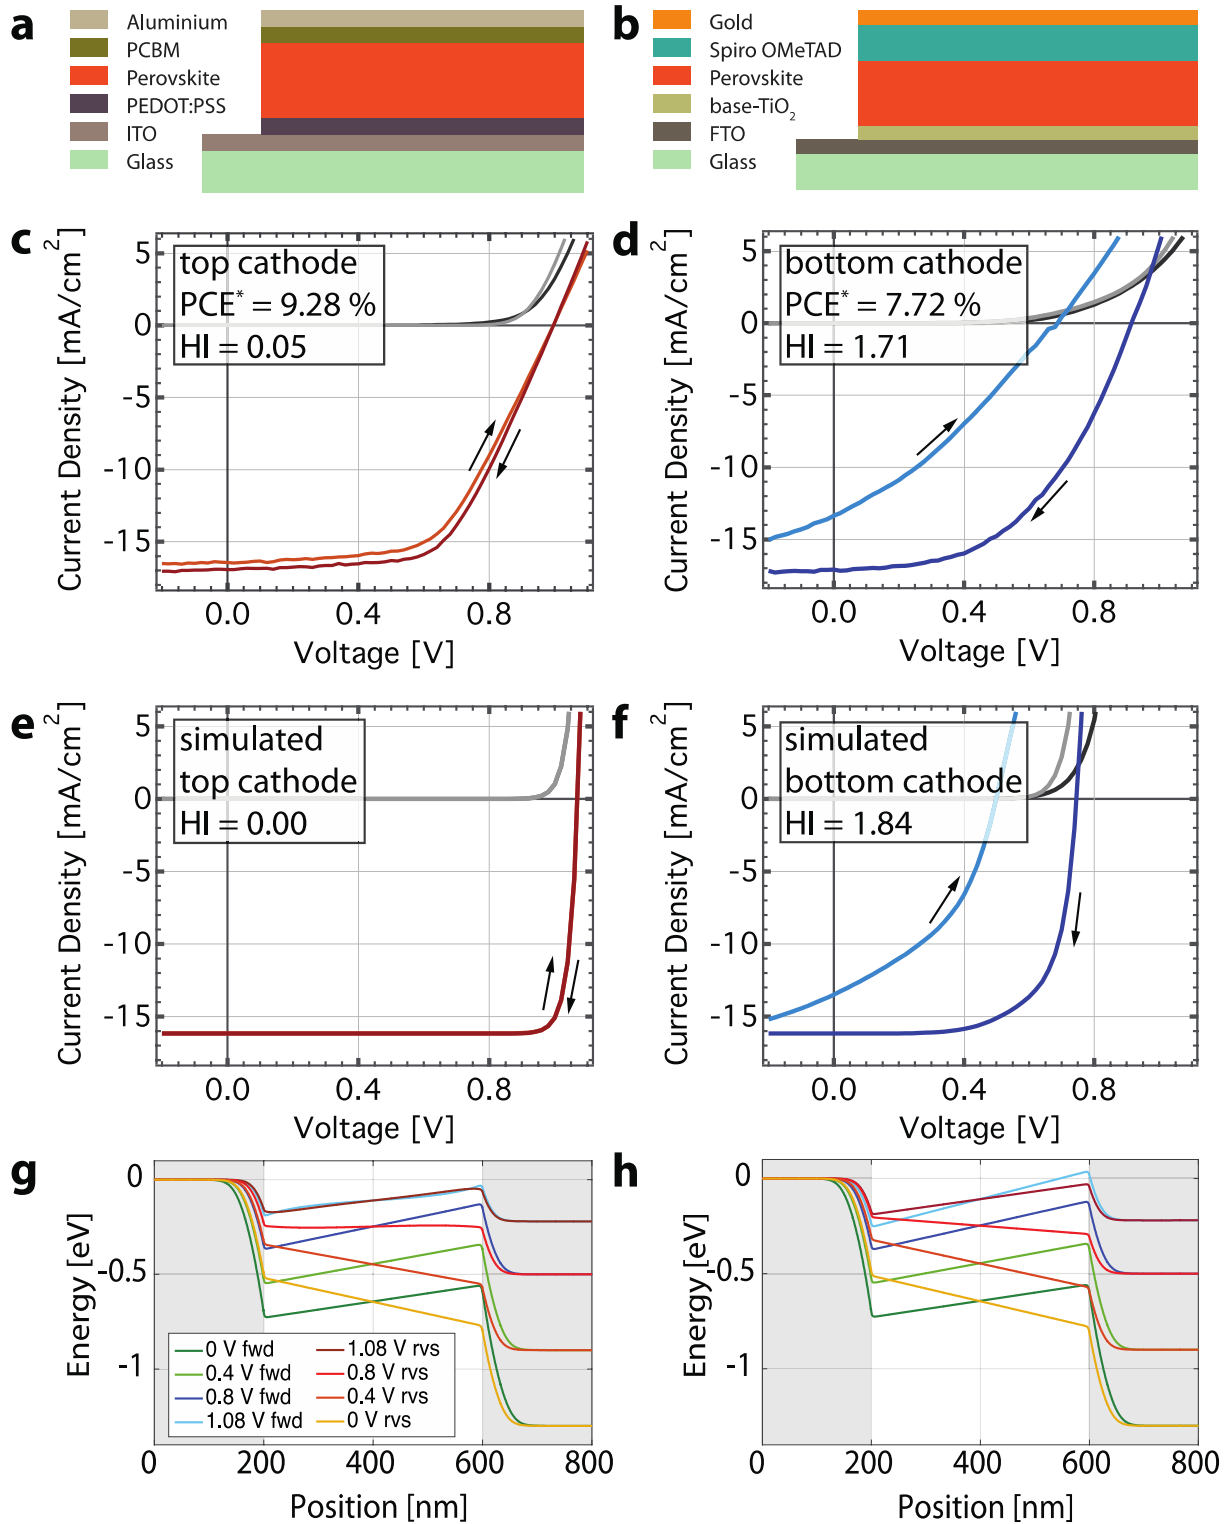 a
Aluminium
PCBM
Perovskite
PEDOT:PSS
ITO
Glass
b
Gold
Spiro OMeTAD
Perovskite
base-TiO₂
FTO
Glass
c
Current Density [mA/cm²]
5
0
-5
-10
-15
top cathode
PCE* = 9.28 %
HI = 0.05
0.0 0.4 0.8
Voltage [V]
d
Current Density [mA/cm²]
5
0
-5
-10
-15
bottom cathode
PCE* = 7.72 %
HI = 1.71
0.0 0.4 0.8
Voltage [V]
e
Current Density [mA/cm²]
5
0
-5
-10
-15
simulated
top cathode
HI = 0.00
0.0 0.4 0.8
Voltage [V]
f
Current Density [mA/cm²]
5
0
-5
-10
-15
simulated
bottom cathode
HI = 1.84
0.0 0.4 0.8
Voltage [V]
g
Energy [eV]
0
-0.5
-1
0 V fwd
0.4 V fwd
0.8 V fwd
1.08 V fwd
1.08 V rvs
0.8 V rvs
0.4 V rvs
0 V rvs
0 200 400 600 800
Position [nm]
h
Energy [eV]
0
-0.5
-1
0 200 400 600 800
Position [nm]